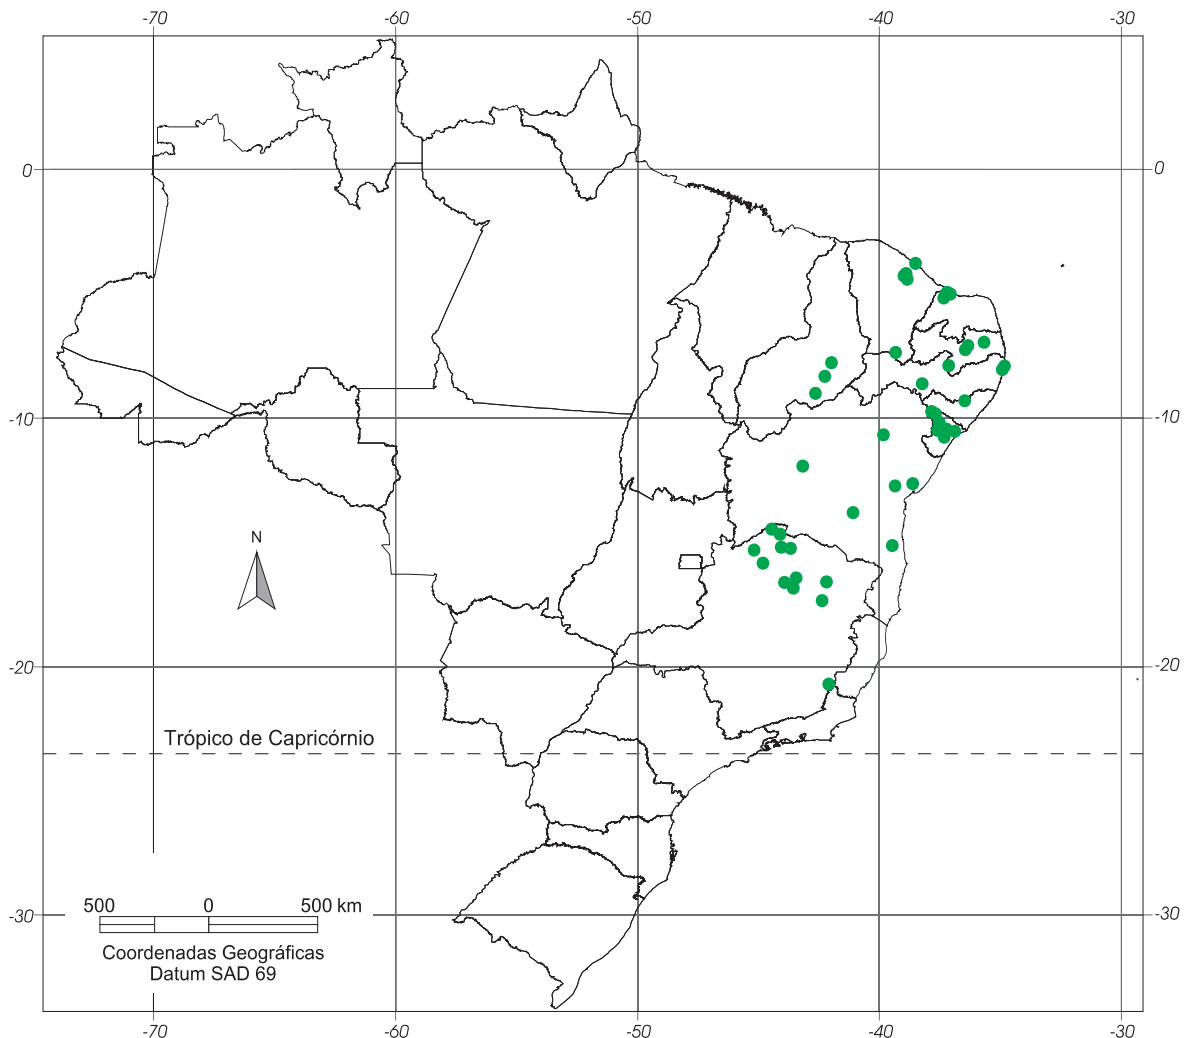 -70 -60 -50 -40 -30
0 0
-10 -10
N
-20 -20
Trópico de Capricórnio
500 0 500 km
-30 -30
Coordenadas Geográficas
Datum SAD 69
-70 -60 -50 -40 -30